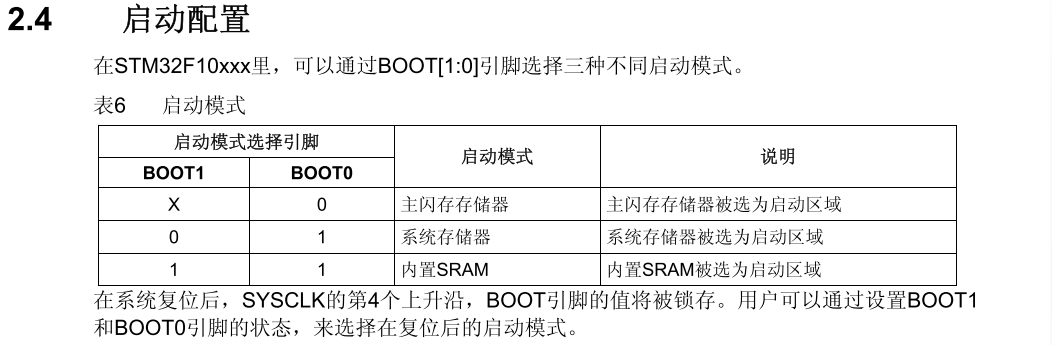 2.4 启动配置
在STM32F10xxx里，可以通过BOOT[1:0]引脚选择三种不同启动模式。
表6 启动模式
启动模式选择引脚 启动模式 说明
BOOT1 BOOT0
X 0 主闪存存储器 主闪存存储器被选为启动区域
0 1 系统存储器 系统存储器被选为启动区域
1 1 内置SRAM 内置SRAM被选为启动区域
在系统复位后，SYSCLK的第4个上升沿，BOOT引脚的值将被锁存。用户可以通过设置BOOT1
和BOOT0引脚的状态，来选择在复位后的启动模式。